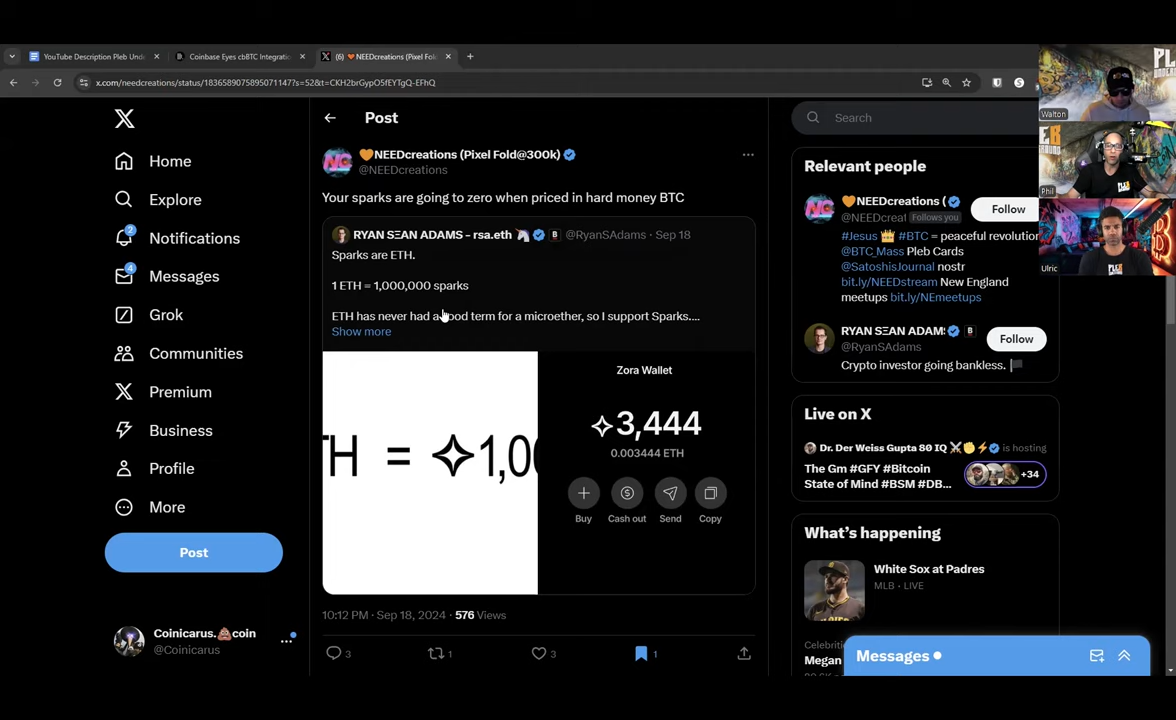 YouTube Description Pleb Und
Coinbase Eyes cbBTC Integratio
(6) 🧡 NEEDcreations (Pixel Fold
x.com/needcreations/status/1836589075895071147?s=52&t=CKH2brGypO5fEYTgQ-EFhQ
Walton
Phil
Ulric
Home
Explore
2
Notifications
4
Messages
Grok
Communities
Premium
Business
Profile
More
Post
Coinicarus.💩coin
@Coinicarus
Post
🧡NEEDcreations (Pixel Fold@300k)
@NEEDcreations
Your sparks are going to zero when priced in hard money BTC
RYAN SΞAN ADAMS - rsa.eth 🦄 B @RyanSAdams · Sep 18
Sparks are ETH.
1 ETH = 1,000,000 sparks
ETH has never had a good term for a microether, so I support Sparks....
Show more
TH = ✧1,00
Zora Wallet
✧3,444
0.003444 ETH
Buy Cash out Send Copy
10:12 PM · Sep 18, 2024 · 576 Views
3 1 3 1
Search
Relevant people
🧡NEEDcreations (
@NEEDcreat Follows you
Follow
#Jesus 👑 #BTC = peaceful revolution
@BTC_Mass Pleb Cards
@SatoshisJournal nostr
bit.ly/NEEDstream New England
meetups bit.ly/NEmeetups
RYAN SΞAN ADAMS B
@RyanSAdams
Follow
Crypto investor going bankless. 🏴
Live on X
Dr. Der Weiss Gupta 80 IQ ⚔️✊⚡ is hosting
The Gm #GFY #Bitcoin
State of Mind #BSM #DB...
+34
What's happening
White Sox at Padres
MLB · LIVE
Celebriti
Megan
Messages